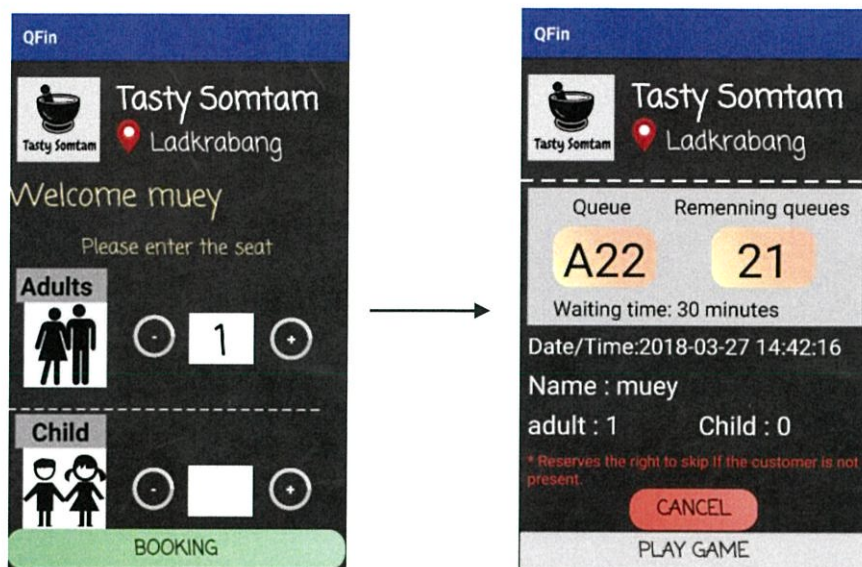 QFin
Tasty Somtam
Tasty Somtam
Ladkrabang
Welcome muey
Please enter the seat
Adults
- 1 +
Child
- +
BOOKING
QFin
Tasty Somtam
Tasty Somtam
Ladkrabang
Queue Remenning queues
A22 21
Waiting time: 30 minutes
Date/Time:2018-03-27 14:42:16
Name : muey
adult : 1 Child : 0
* Reserves the right to skip If the customer is not
present.
CANCEL
PLAY GAME